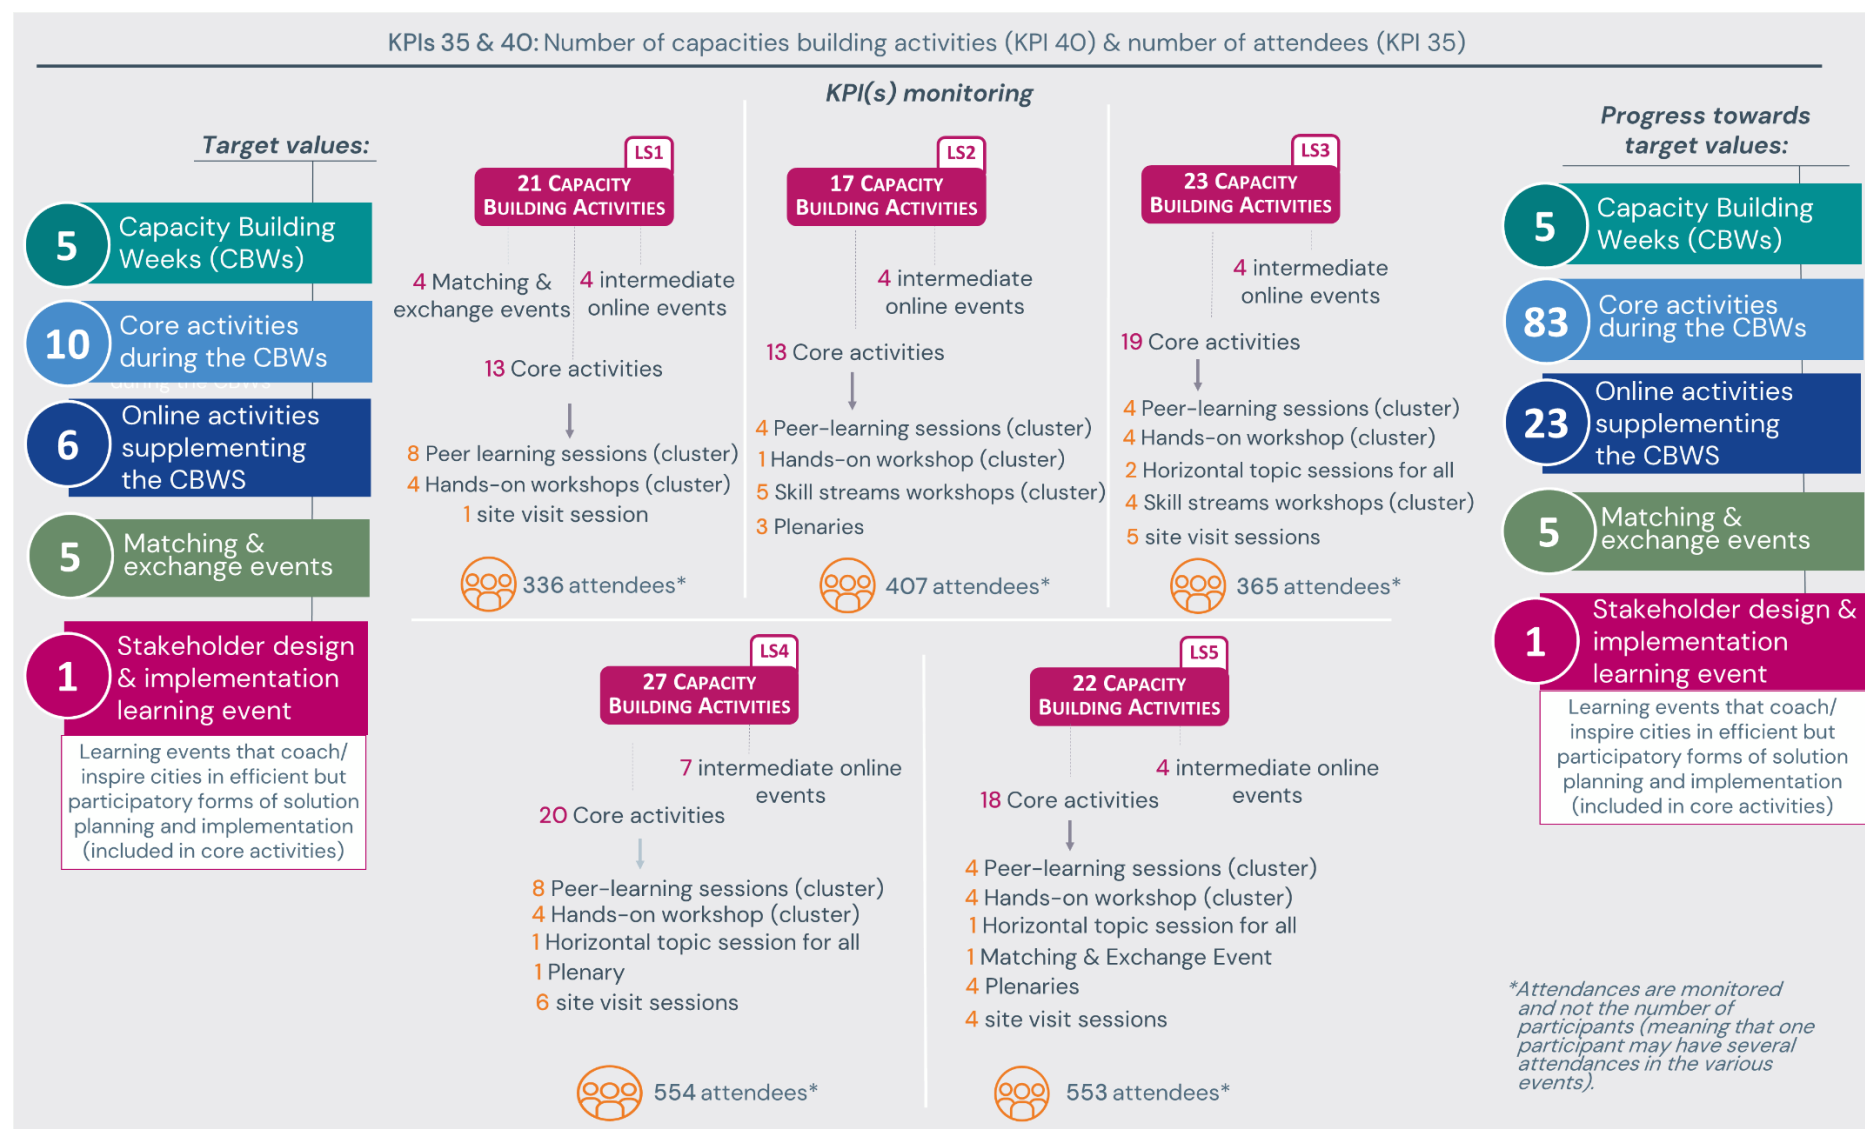 KPIs 35 & 40: Number of capacities building activities (KPI 40) & number of attendees (KPI 35)
KPI(s) monitoring
Target values:
5
Capacity Building
Weeks (CBWs)
10
Core activities
during the CBWs
during the CBWs
6
Online activities
supplementing
the CBWS
5
Matching &
exchange events
1
Stakeholder design
& implementation
learning event
Learning events that coach/
inspire cities in efficient but
participatory forms of solution
planning and implementation
(included in core activities)
LS1
21 Capacity
Building Activities
4 Matching &
exchange events
4 intermediate
online events
13 Core activities
8 Peer learning sessions (cluster)
4 Hands-on workshops (cluster)
1 site visit session
336 attendees*
LS2
17 Capacity
Building Activities
4 intermediate
online events
13 Core activities
4 Peer-learning sessions (cluster)
1 Hands-on workshop (cluster)
5 Skill streams workshops (cluster)
3 Plenaries
407 attendees*
LS3
23 Capacity
Building Activities
4 intermediate
online events
19 Core activities
4 Peer-learning sessions (cluster)
4 Hands-on workshop (cluster)
2 Horizontal topic sessions for all
4 Skill streams workshops (cluster)
5 site visit sessions
365 attendees*
LS4
27 Capacity
Building Activities
7 intermediate online
events
20 Core activities
8 Peer-learning sessions (cluster)
4 Hands-on workshop (cluster)
1 Horizontal topic session for all
1 Plenary
6 site visit sessions
554 attendees*
LS5
22 Capacity
Building Activities
4 intermediate online
events
18 Core activities
4 Peer-learning sessions (cluster)
4 Hands-on workshop (cluster)
1 Horizontal topic session for all
1 Matching & Exchange Event
4 Plenaries
4 site visit sessions
553 attendees*
Progress towards
target values:
5
Capacity Building
Weeks (CBWs)
83
Core activities
during the CBWs
23
Online activities
supplementing
the CBWS
5
Matching &
exchange events
1
Stakeholder design &
implementation
learning event
Learning events that coach/
inspire cities in efficient but
participatory forms of solution
planning and implementation
(included in core activities)
*Attendances are monitored
and not the number of
participants (meaning that one
participant may have several
attendances in the various
events).